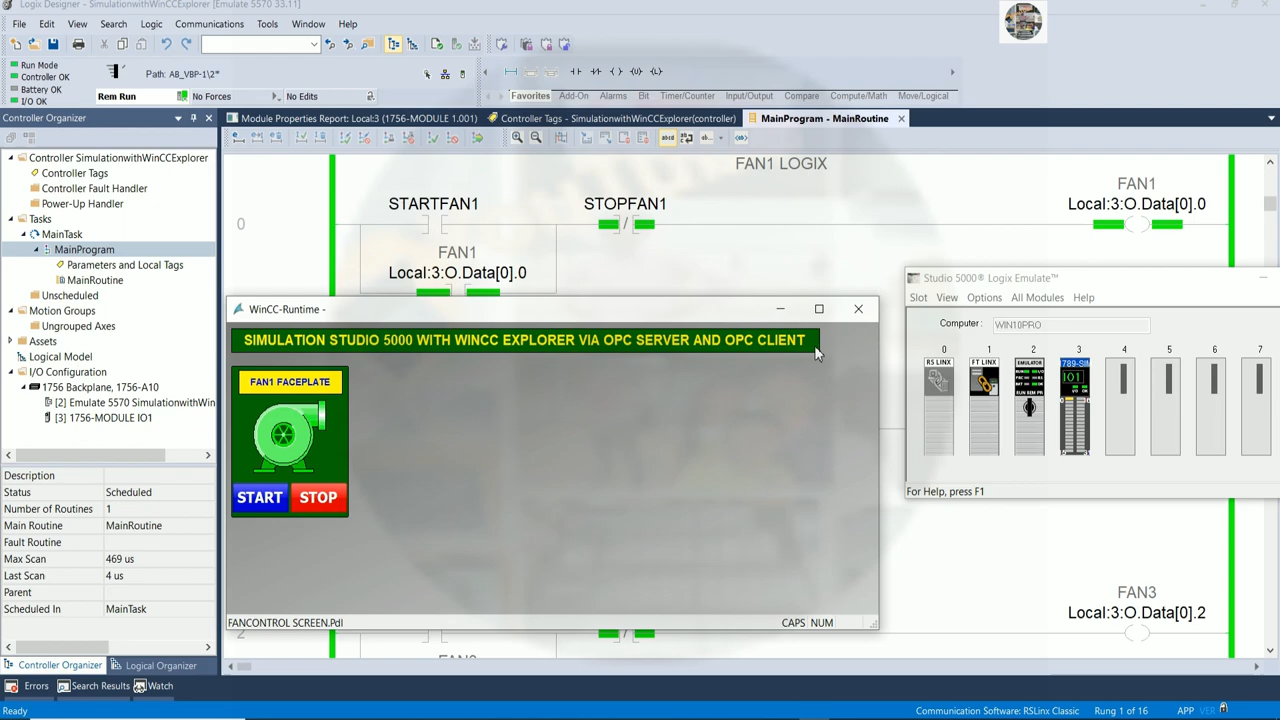 Logix Designer - SimulationwithWinCCExplorer [Emulate 5570 33.11]
File Edit View Search Logic Communications Tools Window Help
Run Mode
Controller OK
Battery OK
I/O OK
Path: AB_VBP-1\2*
Rem Run
No Forces
No Edits
Favorites Add-On Alarms Bit Timer/Counter Input/Output Compare Compute/Math Move/Logical
Controller Organizer
Controller SimulationwithWinCCExplorer
Controller Tags
Controller Fault Handler
Power-Up Handler
Tasks
MainTask
MainProgram
Parameters and Local Tags
MainRoutine
Unscheduled
Motion Groups
Ungrouped Axes
Assets
Logical Model
I/O Configuration
1756 Backplane, 1756-A10
[2] Emulate 5570 SimulationwithWin
[3] 1756-MODULE IO1
Description
Status Scheduled
Number of Routines 1
Main Routine MainRoutine
Fault Routine
Max Scan 469 us
Last Scan 4 us
Parent
Scheduled In MainTask
Controller Organizer Logical Organizer
Errors Search Results Watch
Ready
Communication Software: RSLinx Classic Rung 1 of 16 APP VER
Module Properties Report: Local:3 (1756-MODULE 1.001)
Controller Tags - SimulationwithWinCCExplorer(controller)
MainProgram - MainRoutine
FAN1 LOGIX
0
STARTFAN1
STOPFAN1
FAN1
Local:3:O.Data[0].0
FAN1
Local:3:O.Data[0].0
WinCC-Runtime -
SIMULATION STUDIO 5000 WITH WINCC EXPLORER VIA OPC SERVER AND OPC CLIENT
FAN1 FACEPLATE
START STOP
FANCONTROL SCREEN.Pdl
CAPS NUM
Studio 5000® Logix Emulate™
Slot View Options All Modules Help
Computer: WIN10PRO
0 1 2 3 4 5 6 7
RS LINX FT LINX EMULATOR 1789-SIM
IO1
For Help, press F1
FAN3
Local:3:O.Data[0].2
2